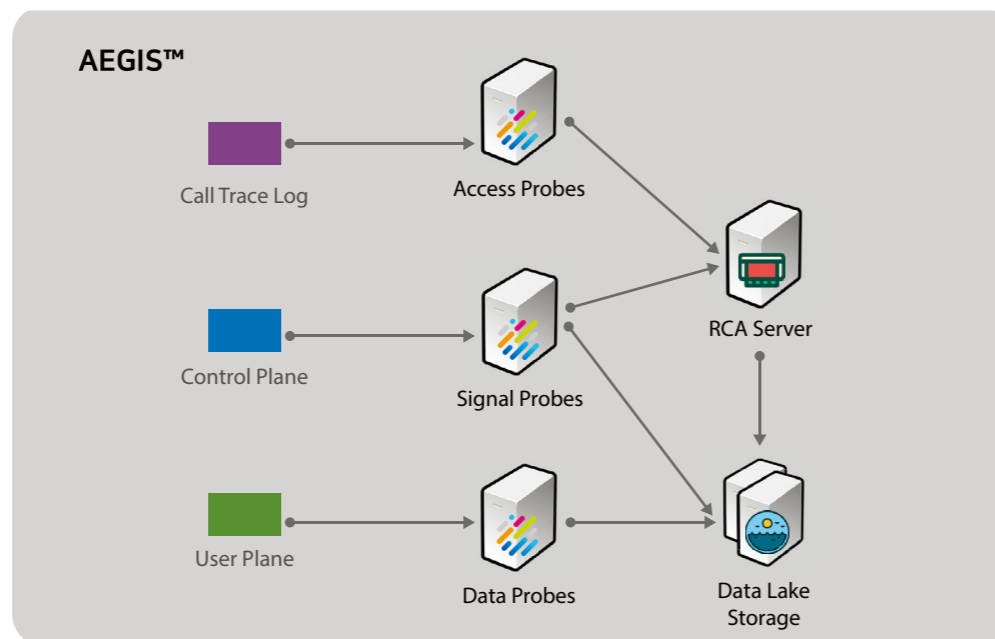 AEGIS™
Call Trace Log
Access Probes
RCA Server
Control Plane
Signal Probes
User Plane
Data Probes
Data Lake
Storage